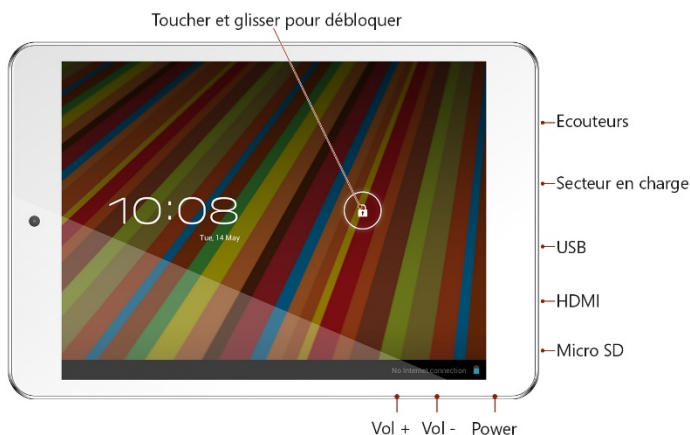 Toucher et glisser pour débloquer
Ecouteurs
Secteur en charge
10:08
Tue, 14 May
USB
HDMI
Micro SD
No Internet connection
Vol + Vol - Power